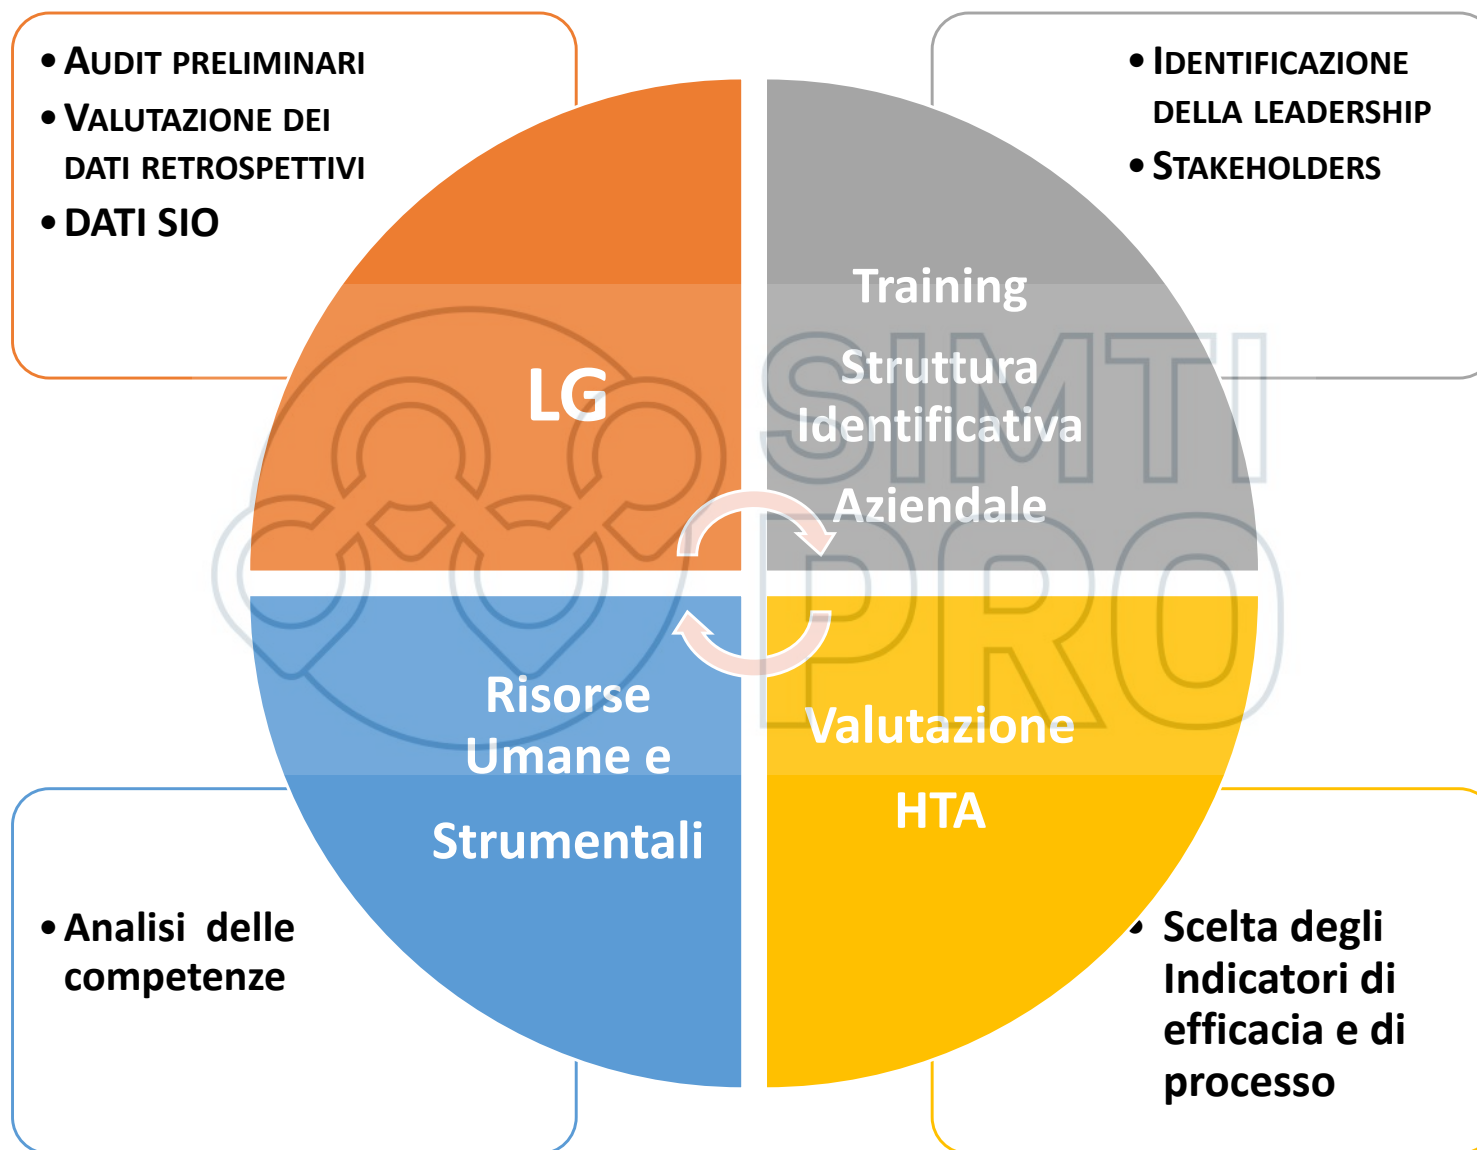 • AUDIT PRELIMINARI
• VALUTAZIONE DEI
DATI RETROSPETTIVI
• DATI SIO
• IDENTIFICAZIONE
DELLA LEADERSHIP
• STAKEHOLDERS
LG
Training
Struttura
Identificativa
Aziendale
Risorse
Umane e
Strumentali
Valutazione
HTA
• Analisi delle
competenze
• Scelta degli
Indicatori di
efficacia e di
processo
SIMTI
PRO